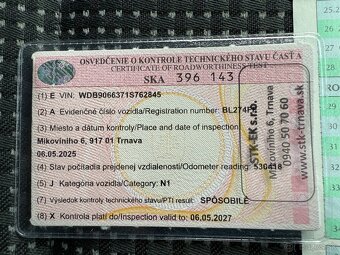 OSVEDČENIE O KONTROLE TECHNICKÉHO STAVU ČASŤ A
CERTIFICATE OF ROADWORTHINESS TEST
SKA 396 143
(1) E VIN: WDB9066371S762845
(2) A Evidenčné číslo vozidla/Registration number: BL274
(3) Miesto a dátum kontroly/Place and date of inspection
Mikovíniho 6, 917 01 Trnava
06.05.2025
(4) Stav počítadla prejdenej vzdialenosti/Odometer reading: 530418
(5) J Kategória vozidla/Category: N1
(7) Výsledok kontroly technického stavu/PTI result: SPÔSOBILÉ
(8) X Kontrola platí do/Inspection valid to: 06.05.2027
STK-EK s.r.o.
Mikovíniho 6, Trnava
0940 50 70 60
www.stk-trnava.sk
25.2